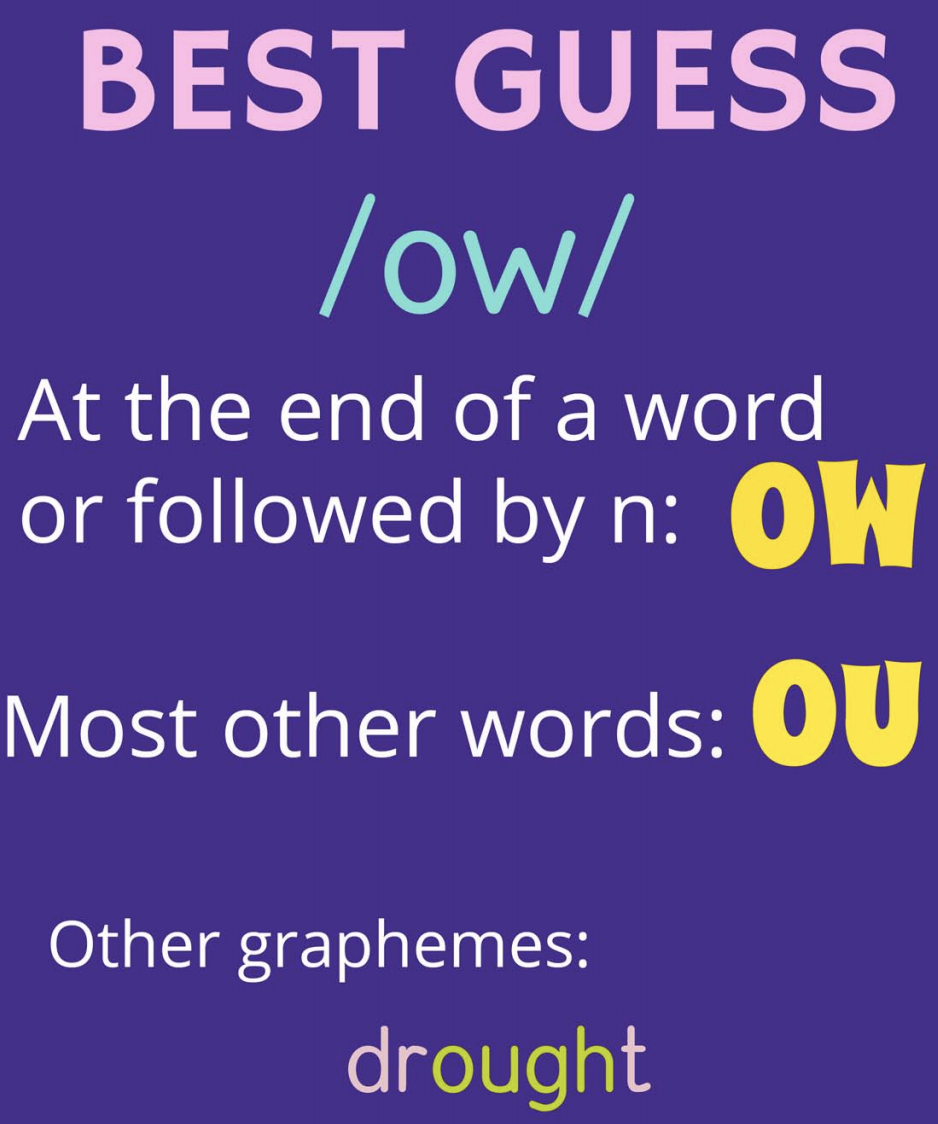 BEST GUESS
/ow/
At the end of a word
or followed by n: OW
Most other words: OU
Other graphemes:
drought